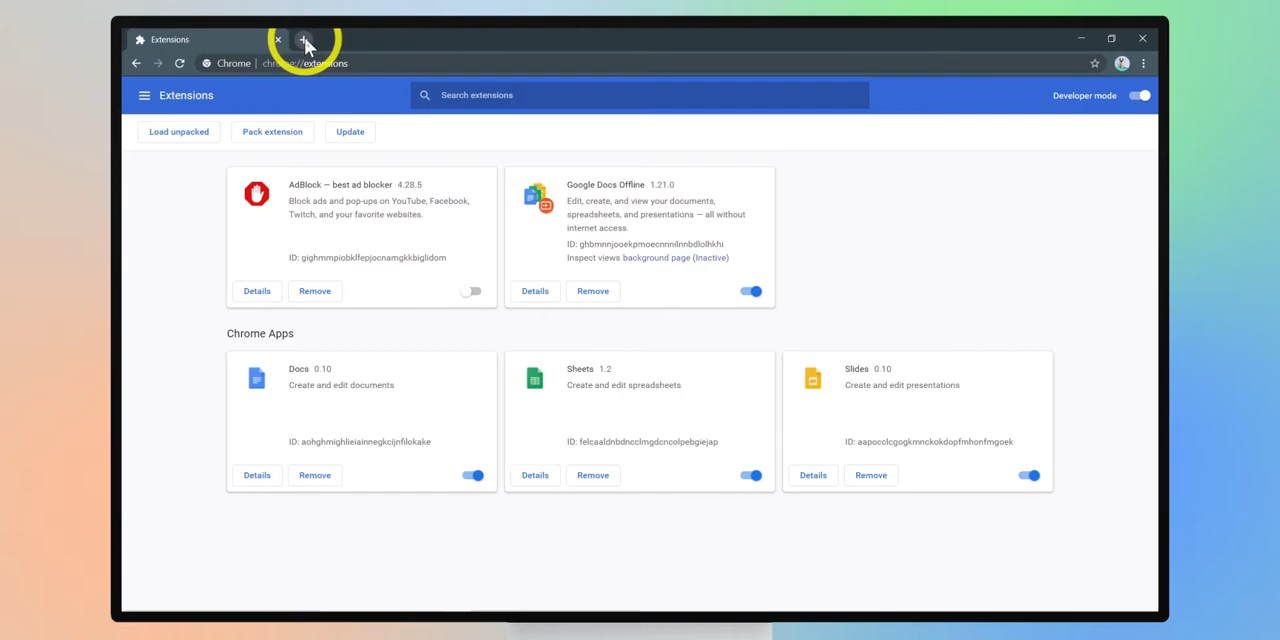 Extensions
Chrome | chrome://extensions
Extensions
Search extensions
Developer mode
Load unpacked
Pack extension
Update
AdBlock — best ad blocker 4.28.5
Block ads and pop-ups on YouTube, Facebook,
Twitch, and your favorite websites.
ID: gighmmpiobklfepjocnamgkkbiglidom
Details
Remove
Google Docs Offline 1.21.0
Edit, create, and view your documents,
spreadsheets, and presentations — all without
internet access.
ID: ghbmnnjooekpmoecnnnilnnbdlolhkhi
Inspect views background page (Inactive)
Details
Remove
Chrome Apps
Docs 0.10
Create and edit documents
ID: aohghmighlieiainnegkcijnfilokake
Details
Remove
Sheets 1.2
Create and edit spreadsheets
ID: felcaaldnbdncclmgdcncolpebgiejap
Details
Remove
Slides 0.10
Create and edit presentations
ID: aapocclcgogkmnckokdopfmhonfmgoek
Details
Remove